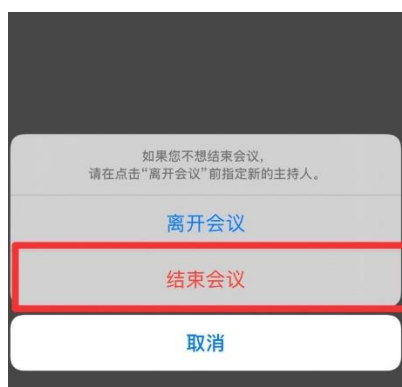 如果您不想结束会议，
请在点击“离开会议”前指定新的主持人。
离开会议
结束会议
取消